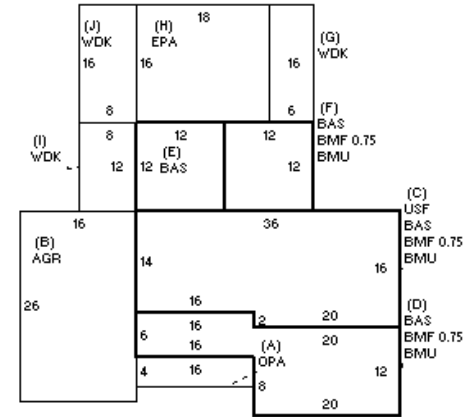 18
(J)
WDK
(H)
EPA
(G)
WDK
16
16
16
8
6
(F)
BAS
BMF 0.75
BMU
8
12
12
(I)
WDK
12
12
(E)
BAS
12
(C)
USF
BAS
BMF 0.75
BMU
16
36
(B)
AGR
14
16
26
16
2
20
(D)
BAS
BMF 0.75
BMU
6
16
16
20
(A)
OPA
4
16
8
12
20